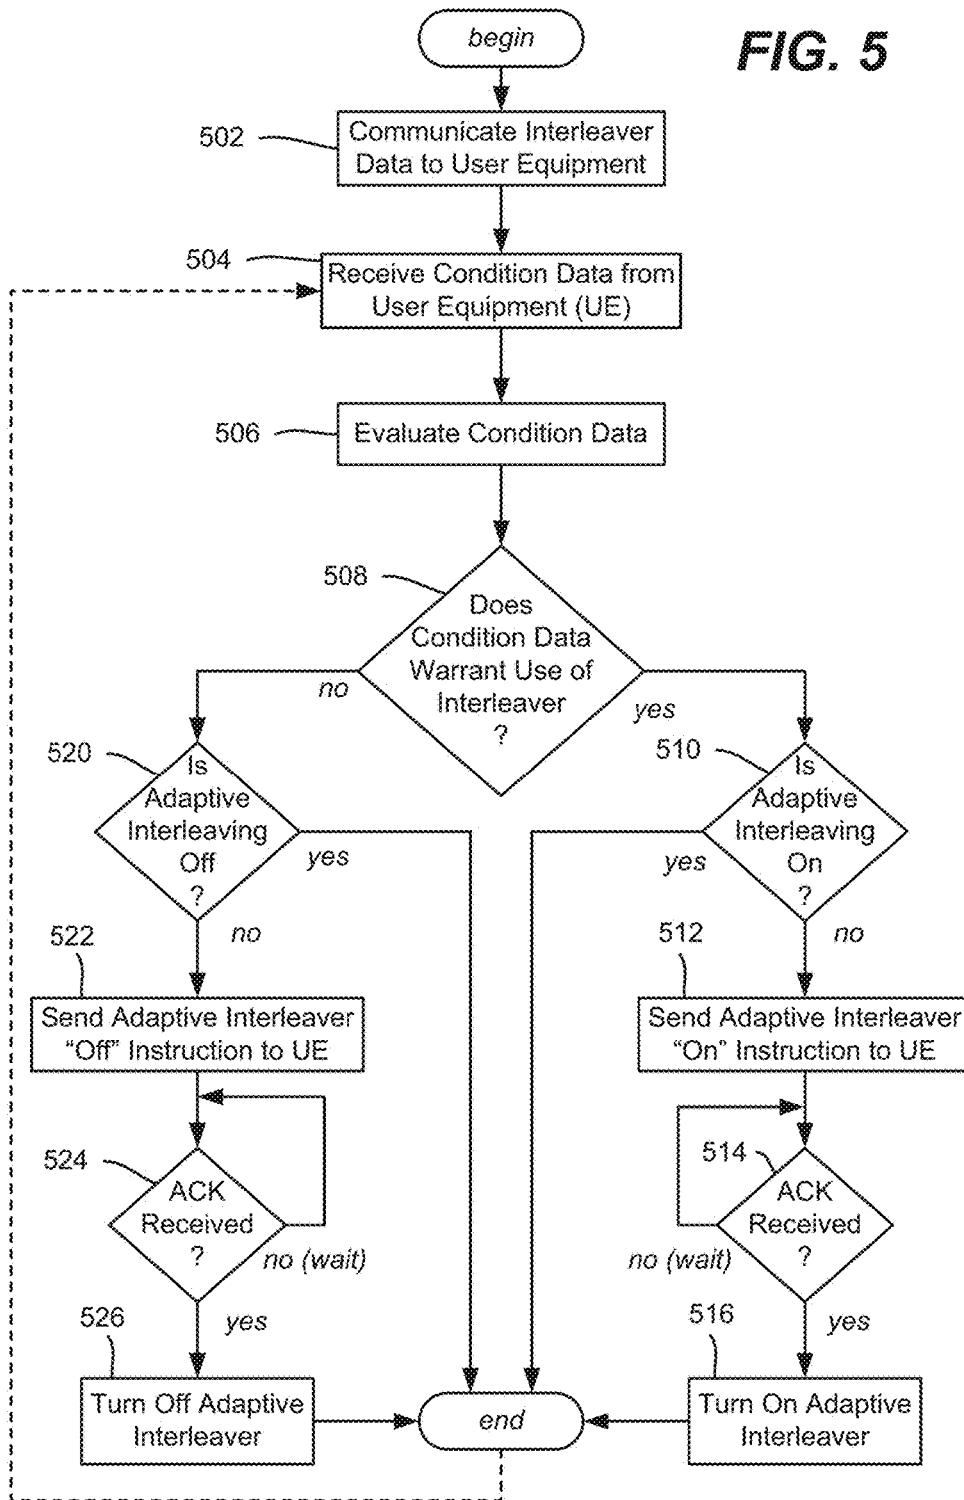 begin
FIG. 5
502
Communicate Interleaver
Data to User Equipment
504
Receive Condition Data from
User Equipment (UE)
506
Evaluate Condition Data
508
Does
Condition Data
Warrant Use of
Interleaver
?
no
yes
520
Is
Adaptive
Interleaving
Off
?
yes
no
510
Is
Adaptive
Interleaving
On
?
yes
no
522
Send Adaptive Interleaver
“Off” Instruction to UE
512
Send Adaptive Interleaver
“On” Instruction to UE
524
ACK
Received
?
no (wait)
yes
514
ACK
Received
?
no (wait)
yes
526
Turn Off Adaptive
Interleaver
end
516
Turn On Adaptive
Interleaver